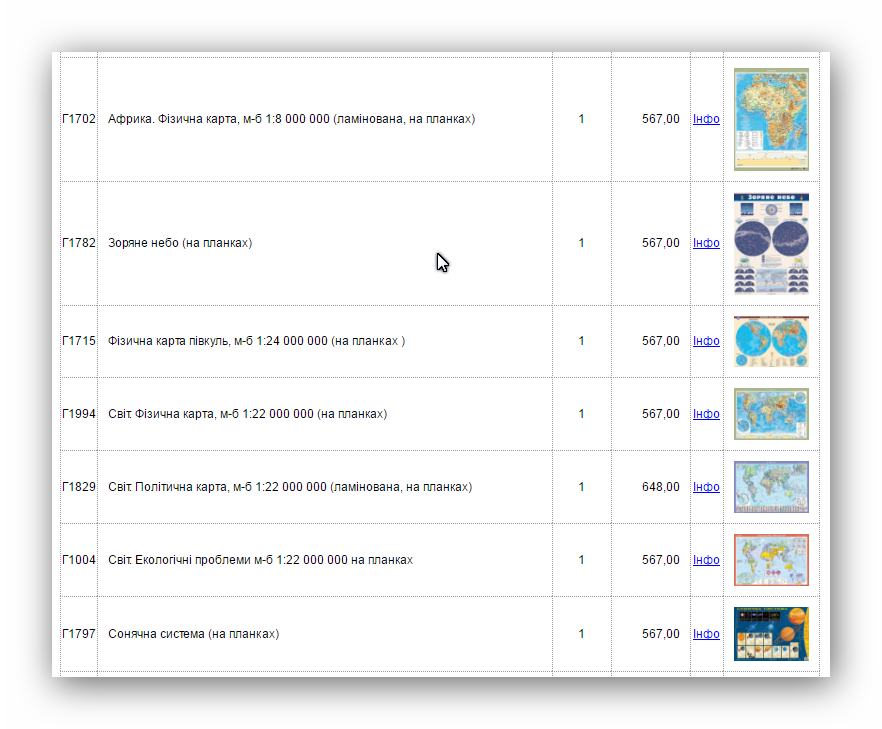 Г1702 Африка. Фізична карта, м-б 1:8 000 000 (ламінована, на планках) 1 567,00 Інфо
Зоряне небо
Г1782 Зоряне небо (на планках) 1 567,00 Інфо
Г1715 Фізична карта півкуль, м-б 1:24 000 000 (на планках ) 1 567,00 Інфо
Г1994 Світ. Фізична карта, м-б 1:22 000 000 (на планках) 1 567,00 Інфо
Г1829 Світ. Політична карта, м-б 1:22 000 000 (ламінована, на планках) 1 648,00 Інфо
Г1004 Світ. Екологічні проблеми м-б 1:22 000 000 на планках 1 567,00 Інфо
Г1797 Сонячна система (на планках) 1 567,00 Інфо